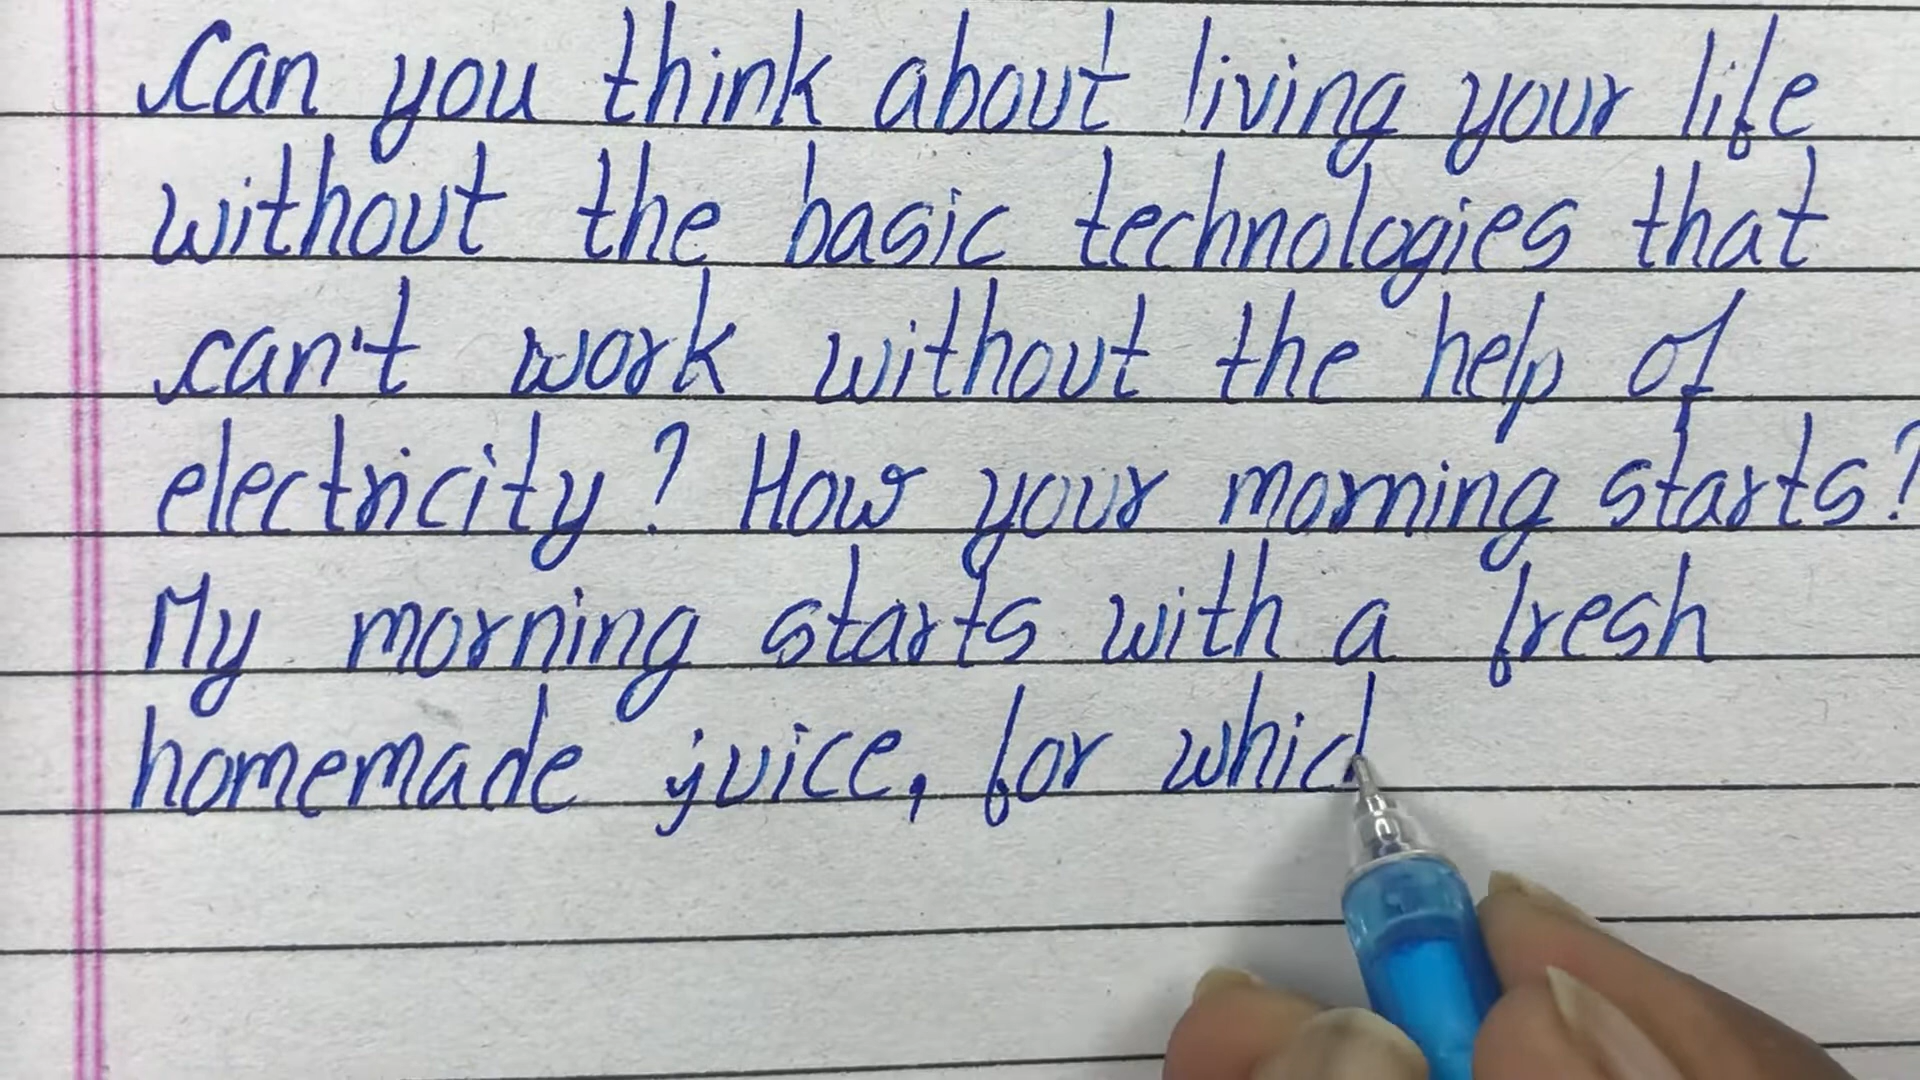 Can you think about living your life
without the basic technologies that
can't work without the help of
electricity? How your morning starts?
My morning starts with a fresh
homemade juice, for